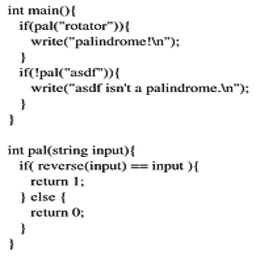 int main(){
if(pal("rotator")){
write("palindrome!\n");
}
if(!pal("asdf")){
write("asdf isn't a palindrome.\n");
}
}
int pal(string input){
if( reverse(input) == input ){
return 1;
} else {
return 0;
}
}